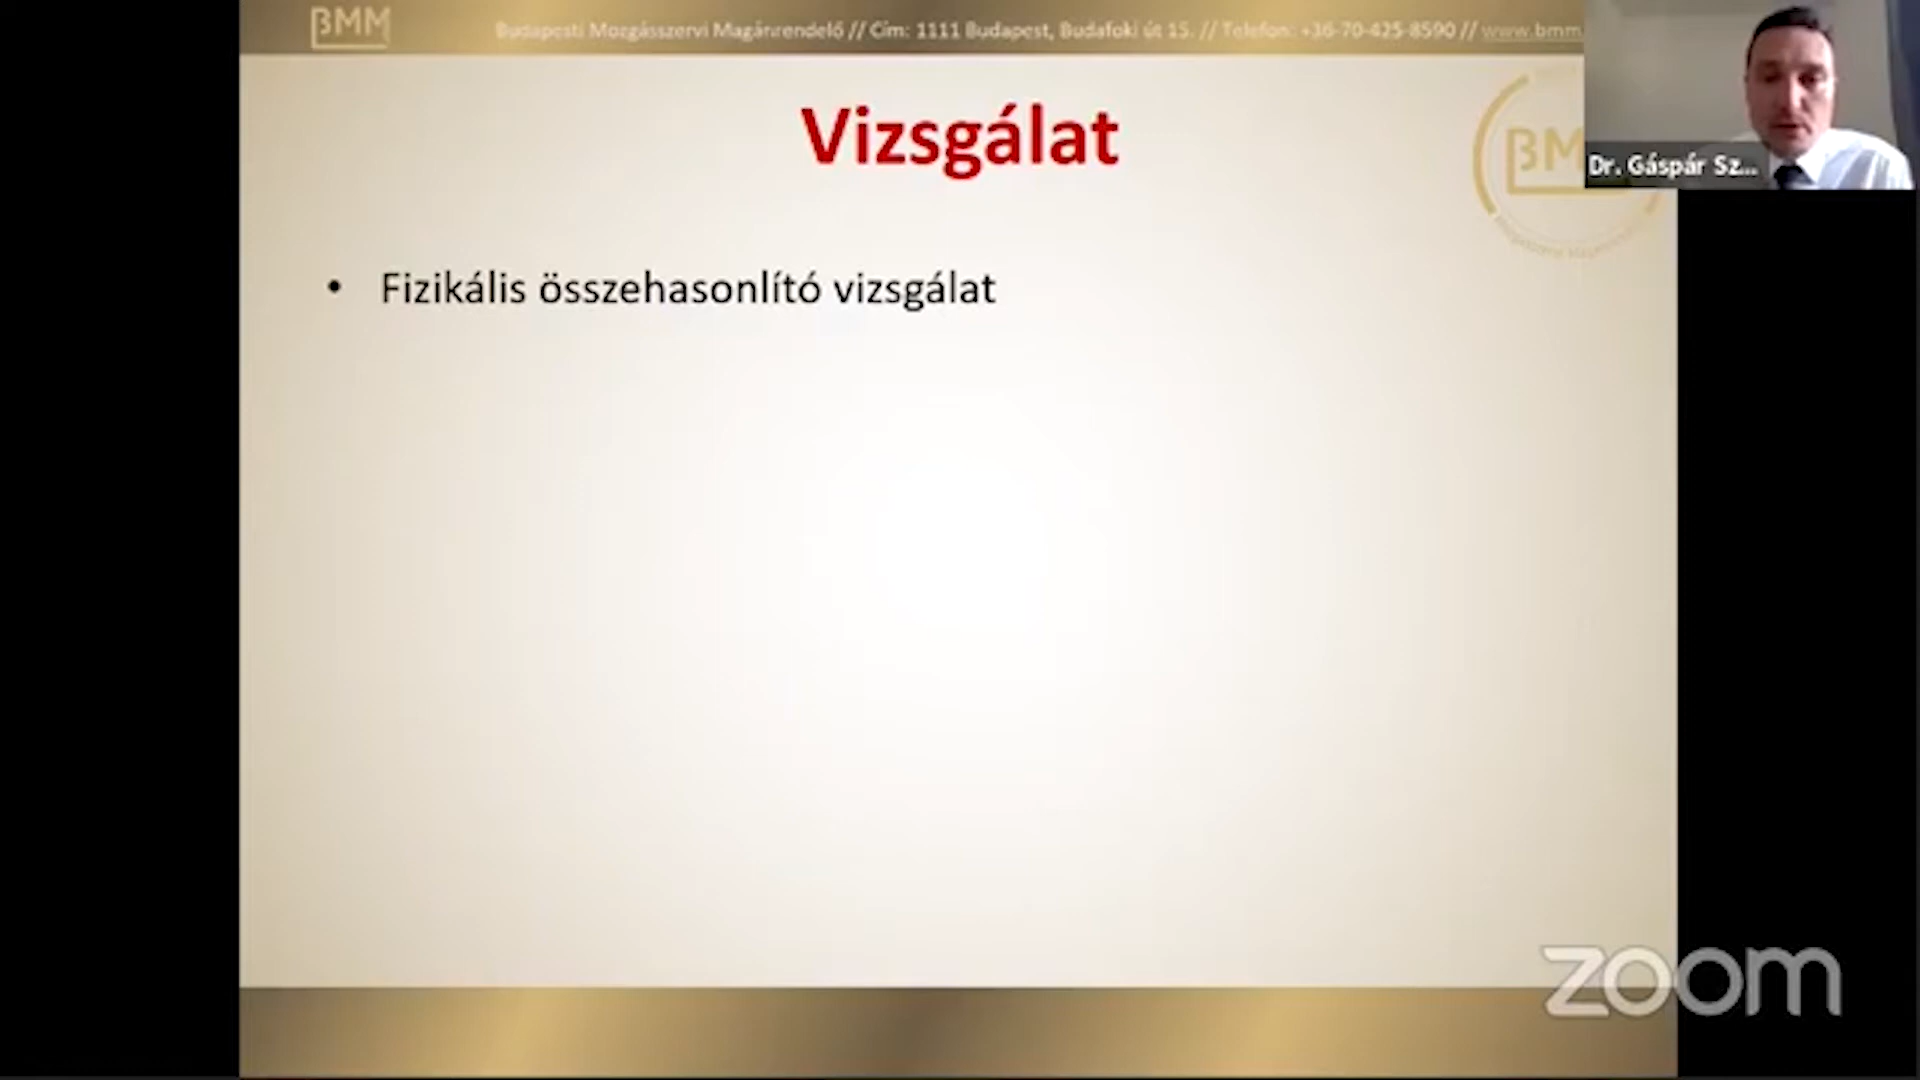 BMM
Budapesti Mozgásszervi Magánrendelő // Cím: 1111 Budapest, Budafoki út 15. // Telefon: +36-70-425-8590 // www.bmm.
Vizsgálat
BM
Dr. Gáspár Sz...
• Fizikális összehasonlító vizsgálat
zoom